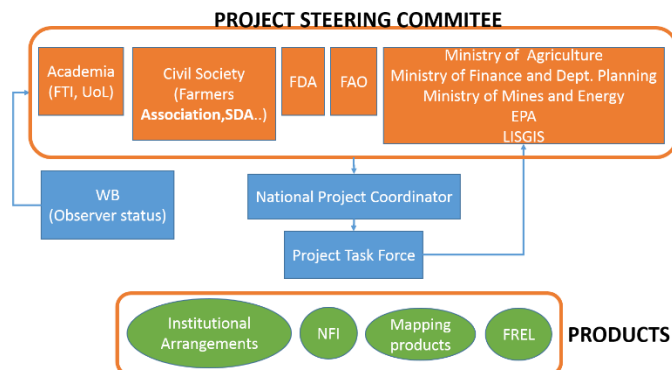 PROJECT STEERING COMMITEE
Academia
(FTI, UoL)
Civil Society
(Farmers
Association,SDA..)
FDA
FAO
Ministry of Agriculture
Ministry of Finance and Dept. Planning
Ministry of Mines and Energy
EPA
LISGIS
WB
(Observer status)
National Project Coordinator
Project Task Force
Institutional
Arrangements
NFI
Mapping
products
FREL
PRODUCTS